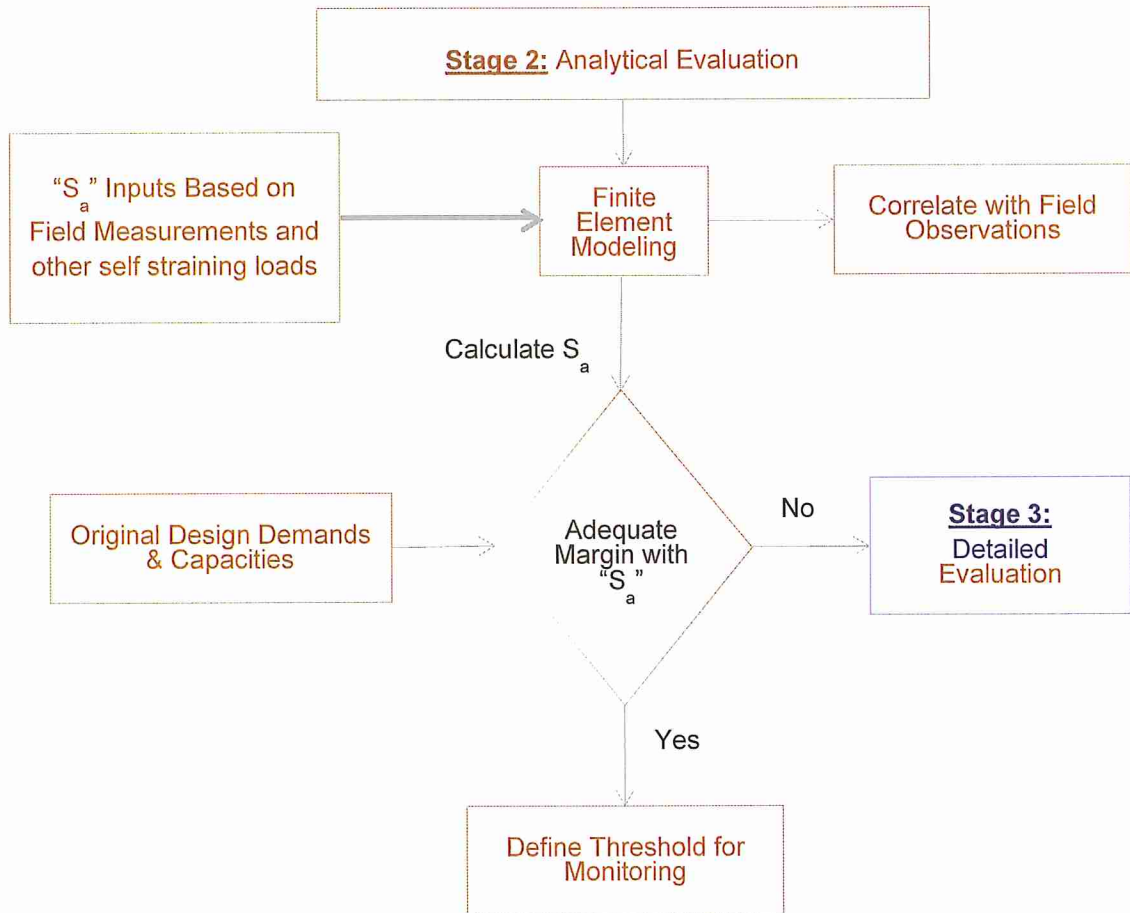 Stage 2: Analytical Evaluation
“Sa” Inputs Based on
Field Measurements and
other self straining loads
Finite
Element
Modeling
Correlate with Field
Observations
Calculate Sa
Original Design Demands
& Capacities
Adequate
Margin with
“Sa”
No
Stage 3:
Detailed
Evaluation
Yes
Define Threshold for
Monitoring